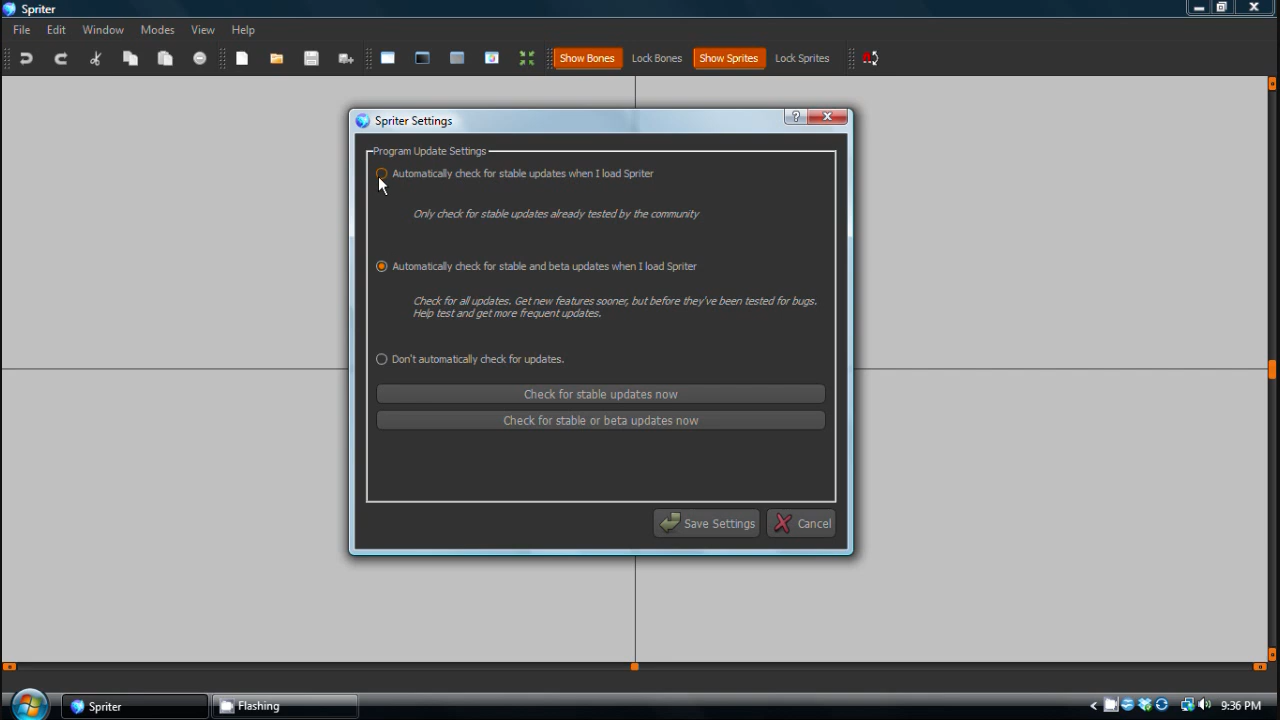 Spriter
File Edit Window Modes View Help
Show Bones Lock Bones Show Sprites Lock Sprites
Spriter Settings
Program Update Settings
Automatically check for stable updates when I load Spriter
Only check for stable updates already tested by the community
Automatically check for stable and beta updates when I load Spriter
Check for all updates. Get new features sooner, but before they've been tested for bugs.
Help test and get more frequent updates.
Don't automatically check for updates.
Check for stable updates now
Check for stable or beta updates now
Save Settings Cancel
Spriter Flashing 9:36 PM